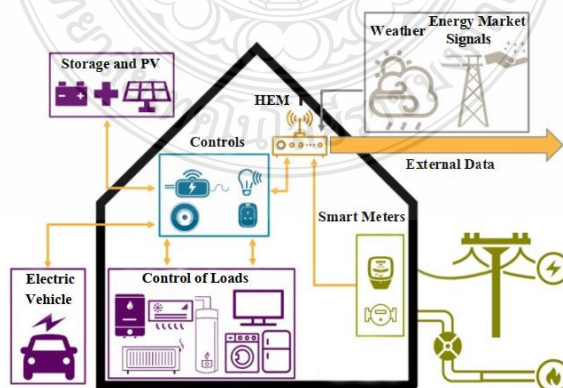 Weather
Energy Market
Signals
Storage and PV
HEM
Controls
External Data
Smart Meters
Electric
Vehicle
Control of Loads